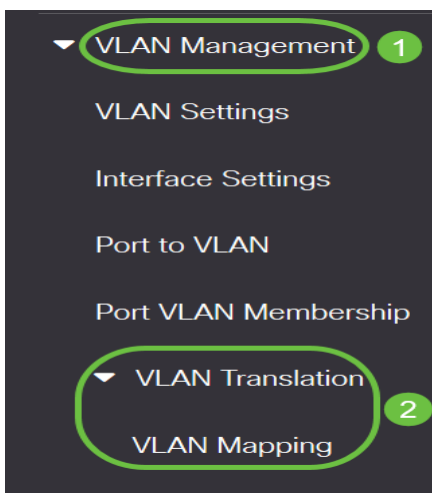 VLAN Management 1
VLAN Settings
Interface Settings
Port to VLAN
Port VLAN Membership
VLAN Translation
2
VLAN Mapping